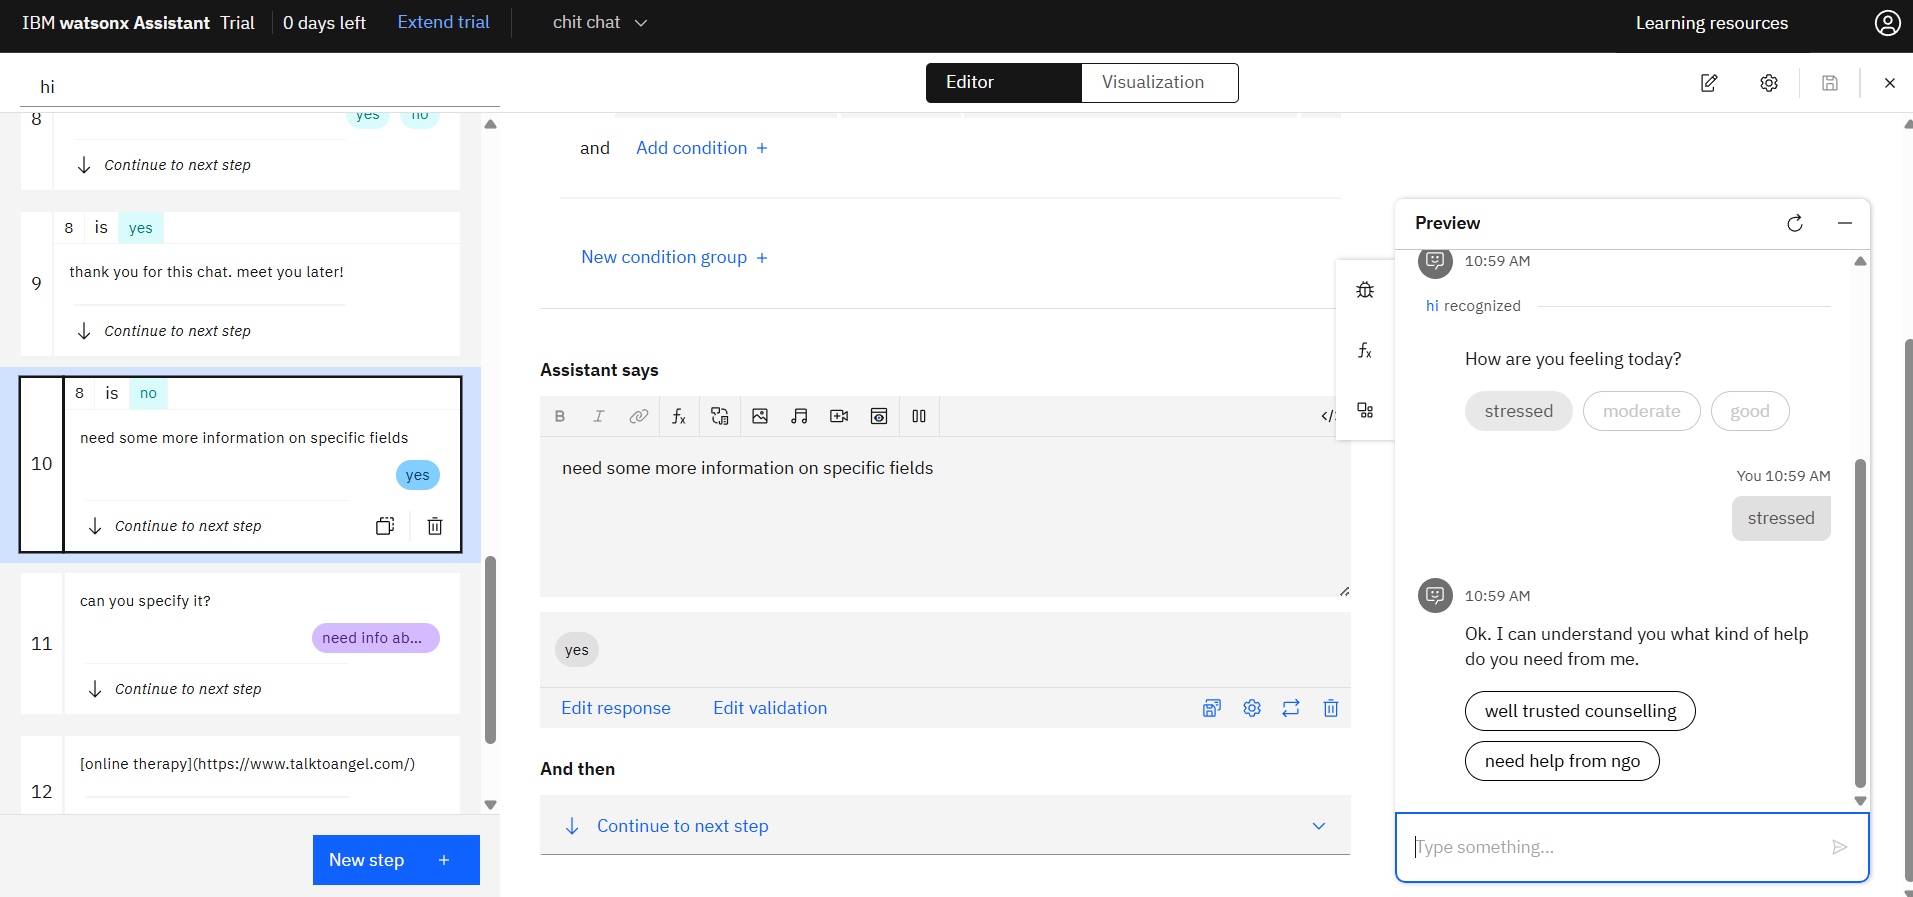 IBM watsonx Assistant Trial 0 days left Extend trial chit chat Learning resources
hi
Editor Visualization
8
yes no
Continue to next step
8 is yes
9
thank you for this chat. meet you later!
Continue to next step
8 is no
10
need some more information on specific fields
yes
Continue to next step
11
can you specify it?
need info ab...
Continue to next step
12
[online therapy](https://www.talktoangel.com/)
New step +
and Add condition +
New condition group +
Assistant says
B I fx </>
need some more information on specific fields
yes
Edit response Edit validation
And then
Continue to next step
fx
Preview
10:59 AM
hi recognized
How are you feeling today?
stressed moderate good
You 10:59 AM
stressed
10:59 AM
Ok. I can understand you what kind of help
do you need from me.
well trusted counselling
need help from ngo
Type something...